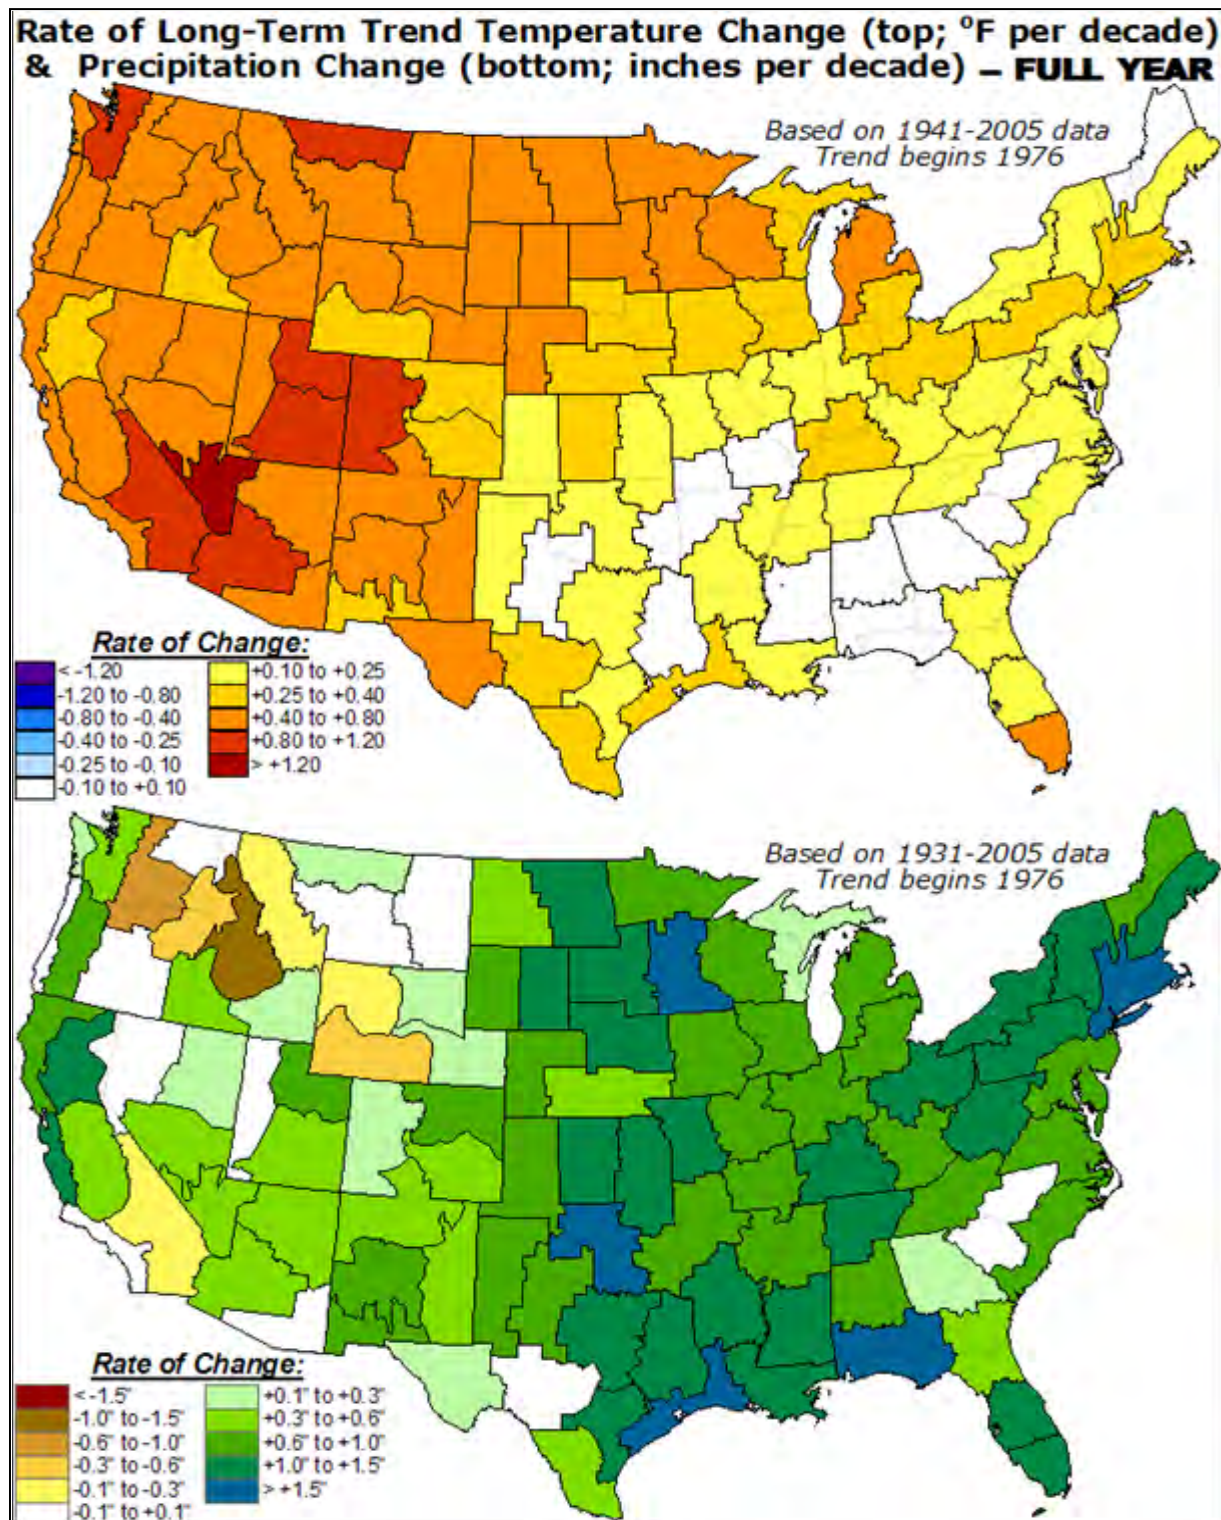 Rate of Long-Term Trend Temperature Change (top; °F per decade)
& Precipitation Change (bottom; inches per decade) – FULL YEAR
Based on 1941-2005 data
Trend begins 1976
Rate of Change:
< -1.20
-1.20 to -0.80
-0.80 to -0.40
-0.40 to -0.25
-0.25 to -0.10
-0.10 to +0.10
+0.10 to +0.25
+0.25 to +0.40
+0.40 to +0.80
+0.80 to +1.20
> +1.20
Based on 1931-2005 data
Trend begins 1976
Rate of Change:
< -1.5"
-1.0" to -1.5"
-0.6" to -1.0"
-0.3" to -0.6"
-0.1" to -0.3"
-0.1" to +0.1"
+0.1" to +0.3"
+0.3" to +0.6"
+0.6" to +1.0"
+1.0" to +1.5"
> +1.5"